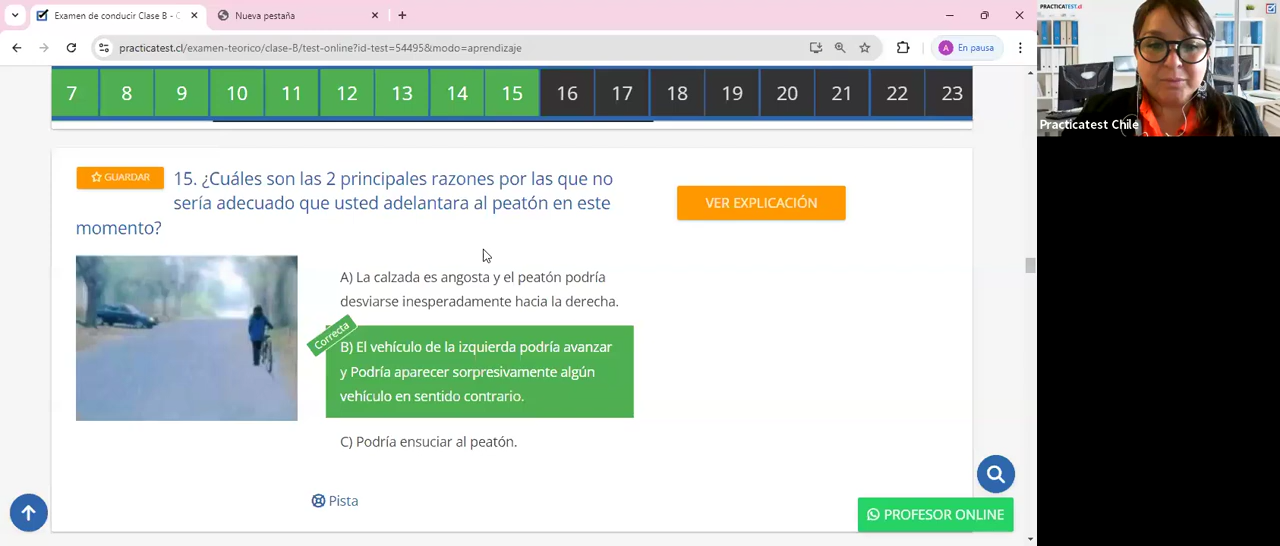 Examen de conducir Clase B - C
Nueva pestaña
practicatest.cl/examen-teorico/clase-B/test-online?id-test=54495&modo=aprendizaje
A En pausa
7 8 9 10 11 12 13 14 15 16 17 18 19 20 21 22 23
GUARDAR
15. ¿Cuáles son las 2 principales razones por las que no
sería adecuado que usted adelantara al peatón en este
momento?
VER EXPLICACIÓN
A) La calzada es angosta y el peatón podría
desviarse inesperadamente hacia la derecha.
Correcta
B) El vehículo de la izquierda podría avanzar
y Podría aparecer sorpresivamente algún
vehículo en sentido contrario.
C) Podría ensuciar al peatón.
Pista
PROFESOR ONLINE
PRACTICATEST.CL
Practicatest Chile